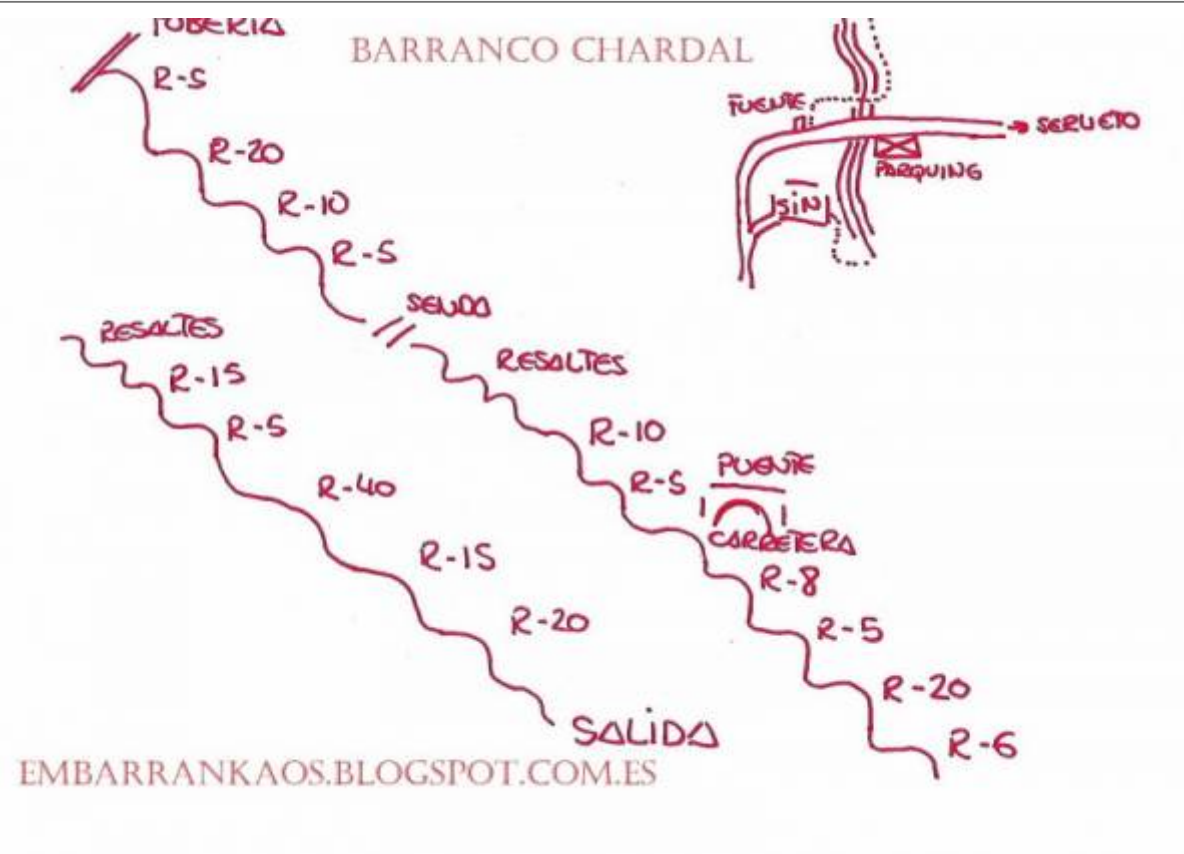 TUBERIA
BARRANCO CHARDAL
R-5
R-20
R-10
R-5
SENDA
RESALTES
R-10
R-5
PUENTE
CARRETERA
R-8
R-5
R-20
R-6
RESALTES
R-15
R-5
R-40
R-15
R-20
SALIDA
FUENTE
SERVETO
PARQUING
SIN
EMBARRANKAOS.BLOGSPOT.COM.ES